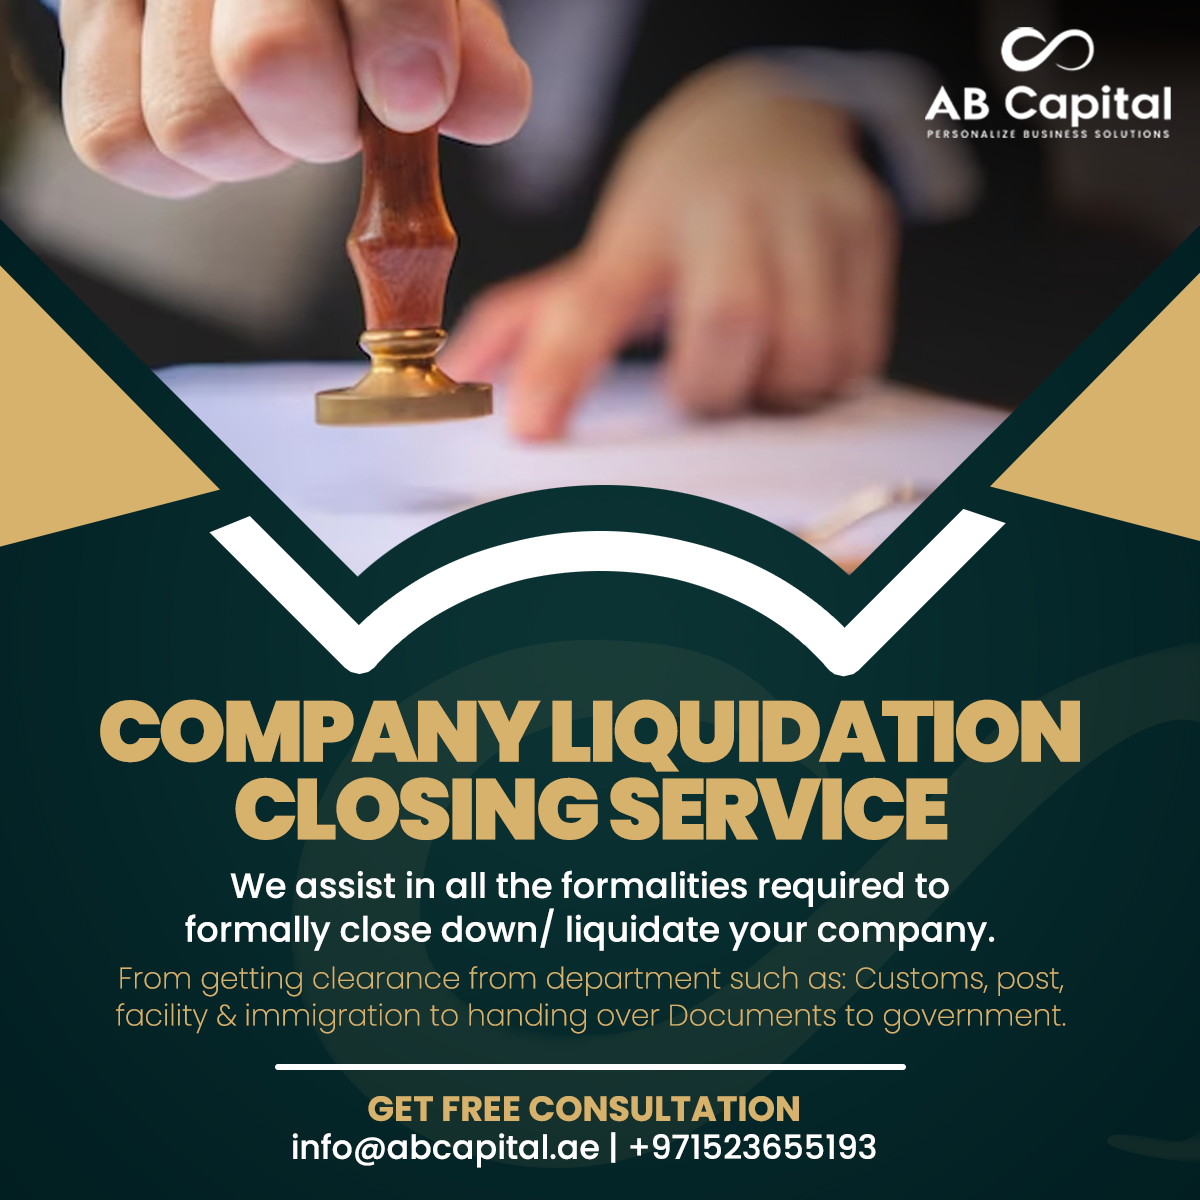 AB Capital
PERSONALIZE BUSINESS SOLUTIONS
COMPANY LIQUIDATION
CLOSING SERVICE
We assist in all the formalities required to
formally close down/ liquidate your company.
From getting clearance from department such as: Customs, post,
facility & immigration to handing over Documents to government.
GET FREE CONSULTATION
info@abcapital.ae | +971523655193